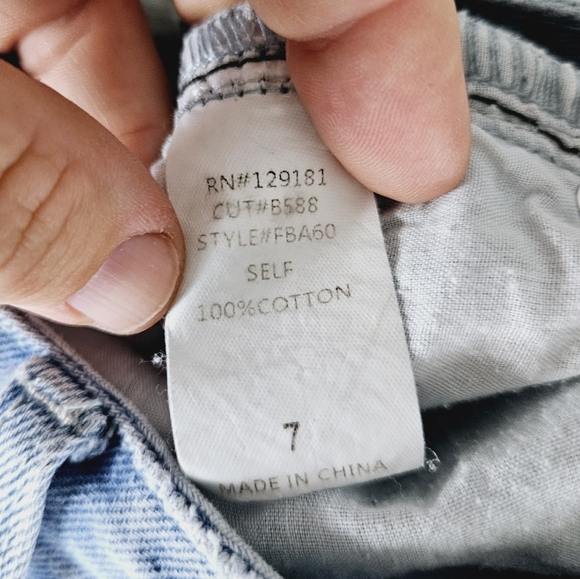 RN#129181
CUT#B588
STYLE#FBA60
SELF
100%COTTON
7
MADE IN CHINA